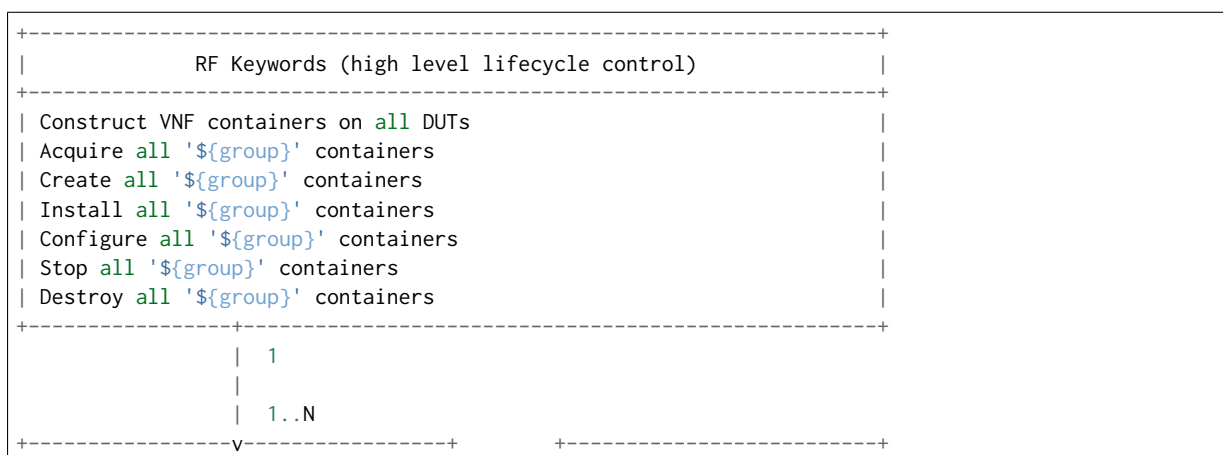 +-----------------------------------------------------------------------+
|              RF Keywords (high level lifecycle control)               |
+-----------------------------------------------------------------------+
| Construct VNF containers on all DUTs                                  |
| Acquire all '${group}' containers                                     |
| Create all '${group}' containers                                      |
| Install all '${group}' containers                                     |
| Configure all '${group}' containers                                   |
| Stop all '${group}' containers                                        |
| Destroy all '${group}' containers                                     |
+-----------------+-----------------------------------------------------+
                  |  1
                  |
                  |  1..N
+-----------------v-----------------+        +--------------------------+